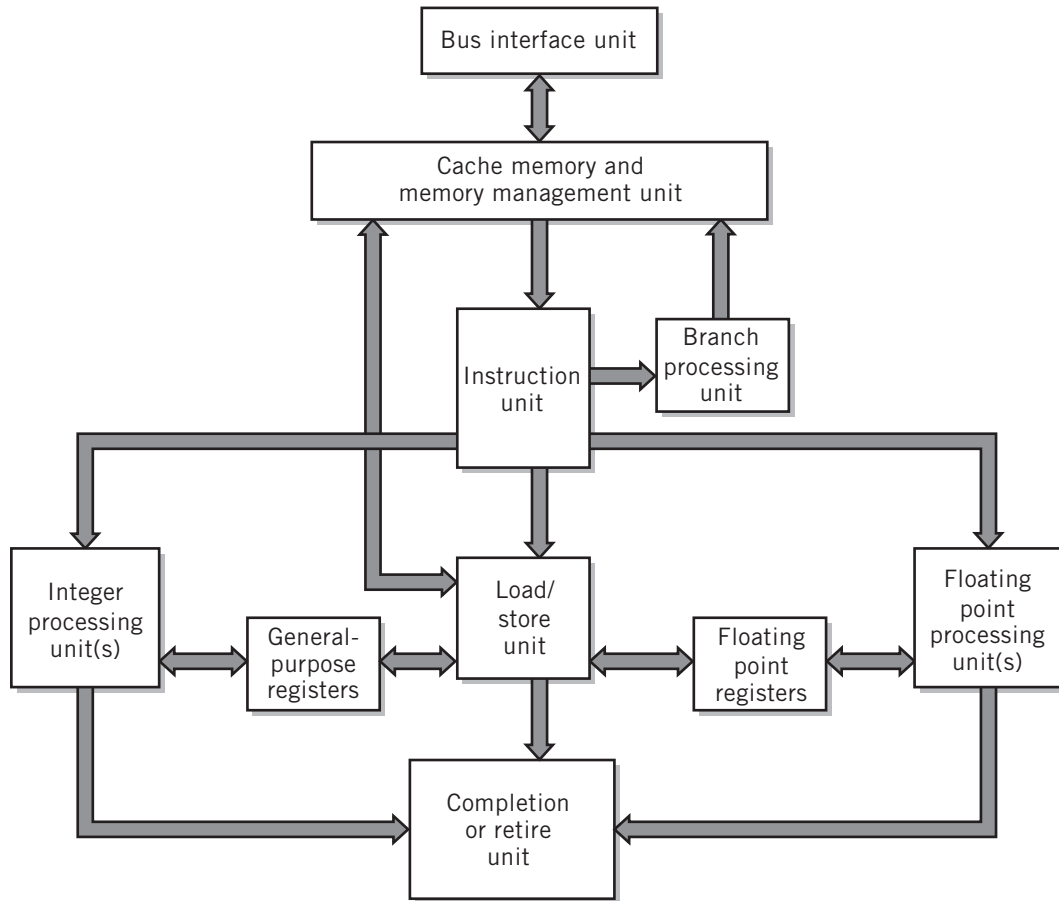 Bus interface unit
Cache memory and
memory management unit
Instruction
unit
Branch
processing
unit
Integer
processing
unit(s)
General-
purpose
registers
Load/
store
unit
Floating
point
registers
Floating
point
processing
unit(s)
Completion
or retire
unit